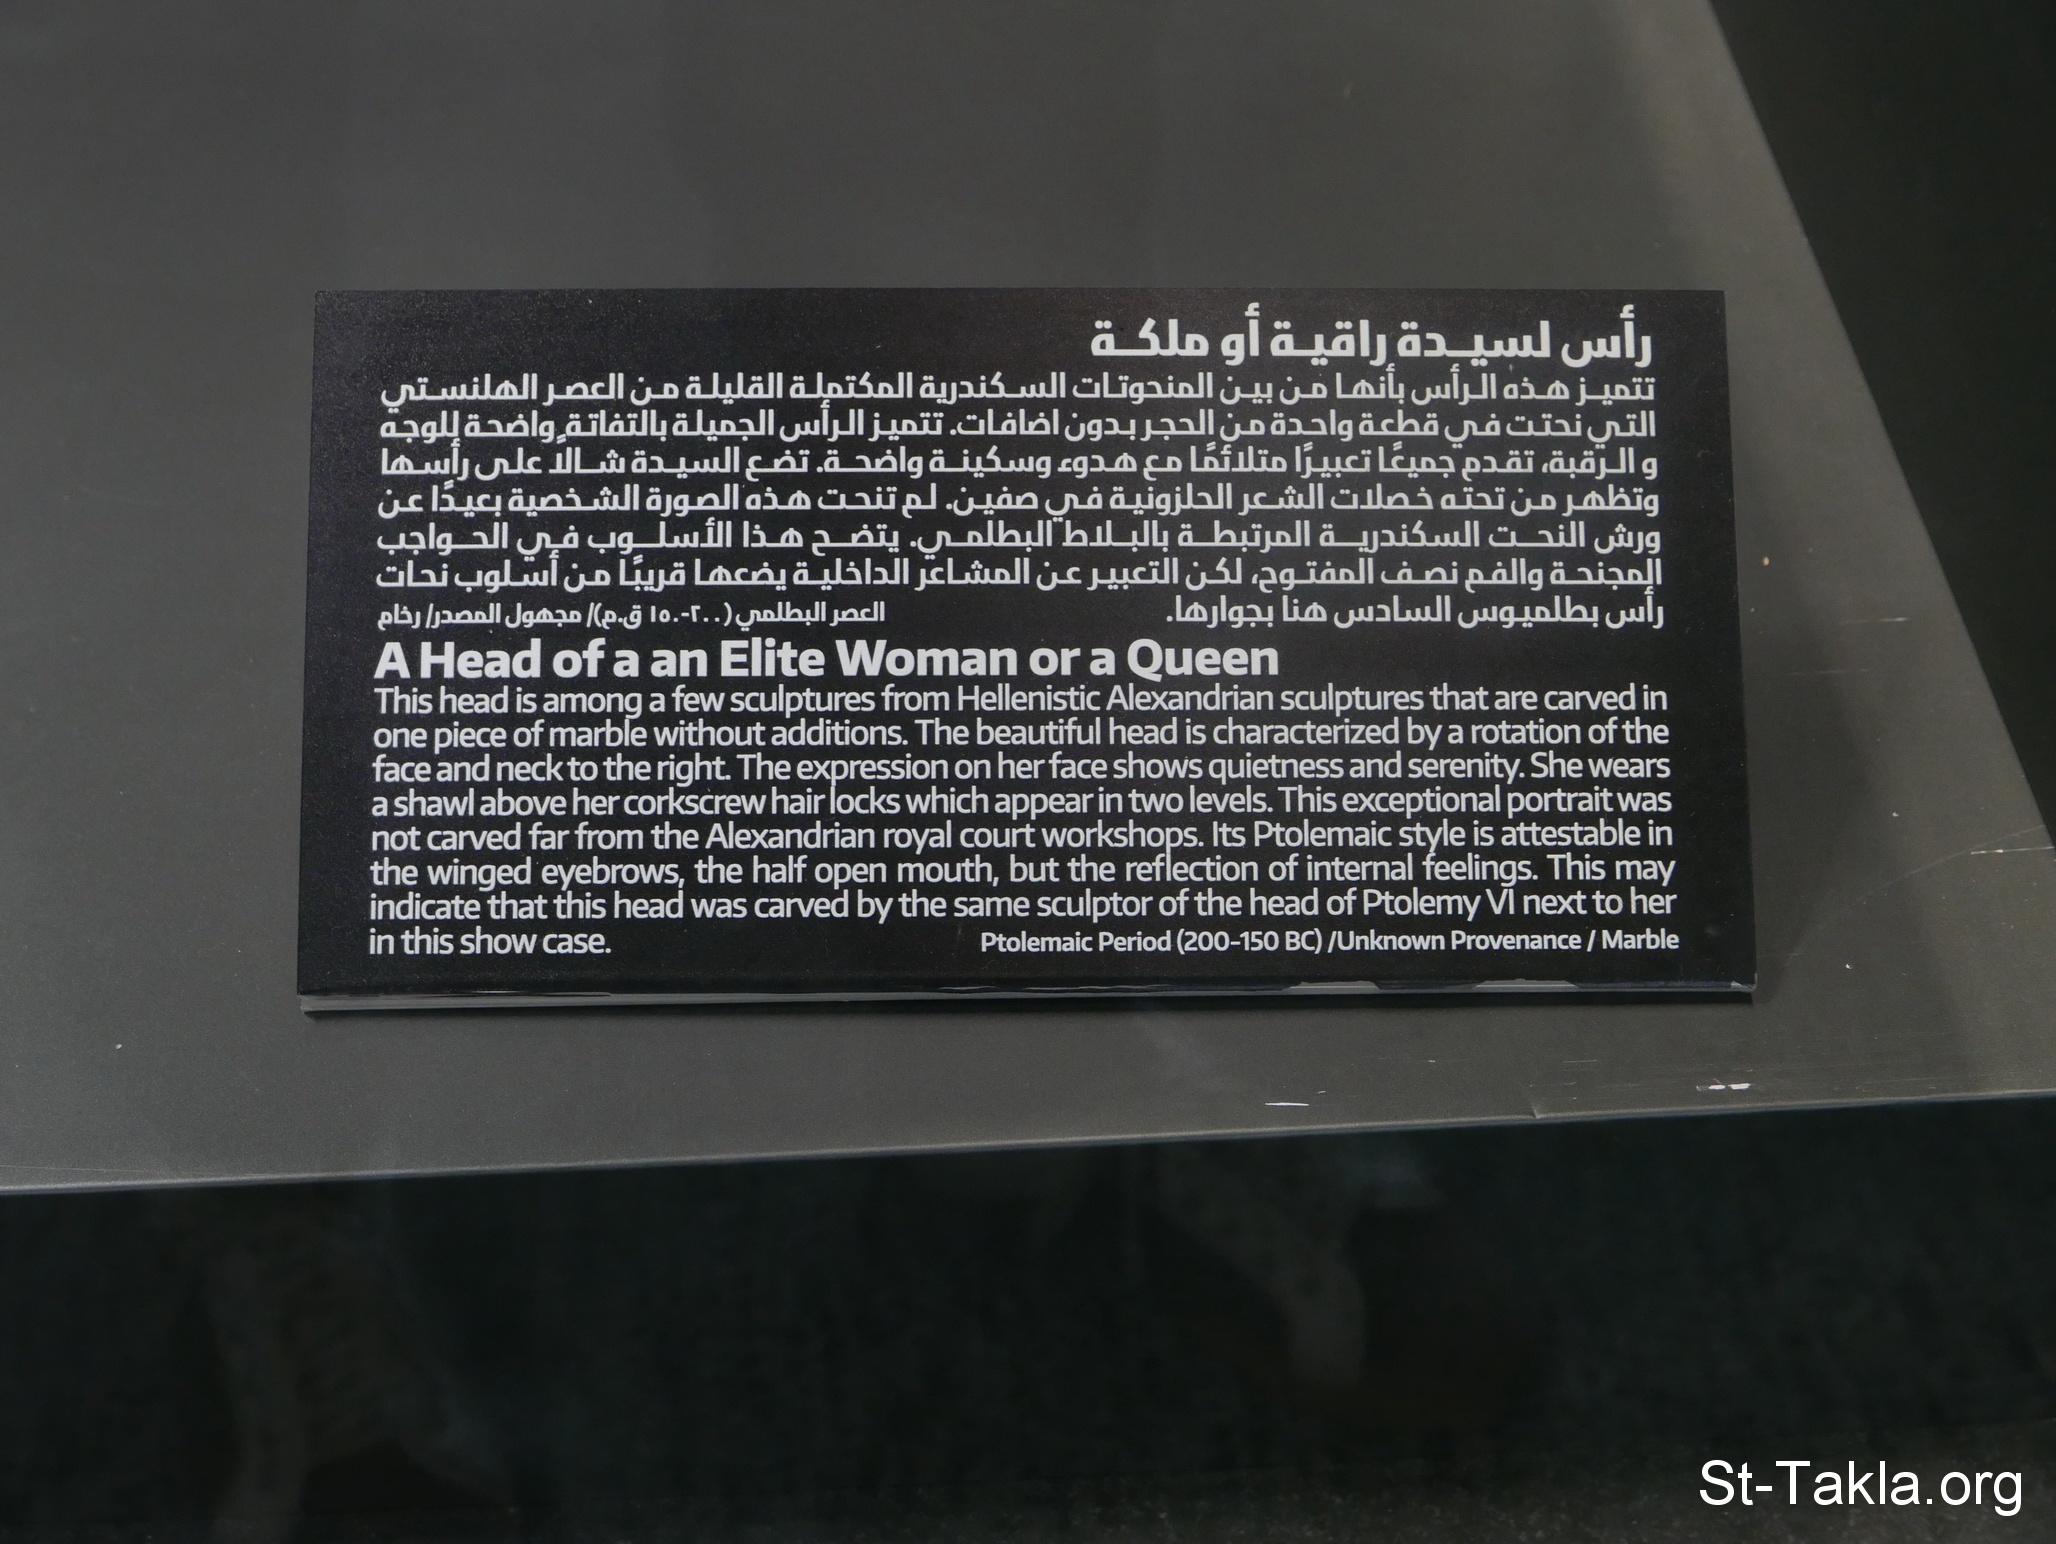 رأس لسيدة راقية أو ملكة
تتميز هذه الرأس بأنها من بين المنحوتات السكندرية المكتملة القليلة من العصر الهلنستي
التي نحتت في قطعة واحدة من الحجر بدون اضافات. تتميز الرأس الجميلة بالتفاتة واضحة للوجه
و الرقبة، تقدم جميعًا تعبيرًا متلائمًا مع هدوء وسكينة واضحة. تضع السيدة شالًا على رأسها
وتظهر من تحته خصلات الشعر الحلزونية في صفين. لم تنحت هذه الصورة الشخصية بعيدًا عن
ورش النحت السكندرية المرتبطة بالبلاط البطلمي. يتضح هذا الأسلوب في الحواجب
المجنحة والفم نصف المفتوح، لكن التعبير عن المشاعر الداخلية يضعها قريبًا من أسلوب نحات
رأس بطلميوس السادس هنا بجوارها. العصر البطلمي (٢٠٠-١٥٠ ق.م)/ مجهول المصدر/ رخام
A Head of a an Elite Woman or a Queen
This head is among a few sculptures from Hellenistic Alexandrian sculptures that are carved in
one piece of marble without additions. The beautiful head is characterized by a rotation of the
face and neck to the right. The expression on her face shows quietness and serenity. She wears
a shawl above her corkscrew hair locks which appear in two levels. This exceptional portrait was
not carved far from the Alexandrian royal court workshops. Its Ptolemaic style is attestable in
the winged eyebrows, the half open mouth, but the reflection of internal feelings. This may
indicate that this head was carved by the same sculptor of the head of Ptolemy VI next to her
in this show case. Ptolemaic Period (200-150 BC) /Unknown Provenance / Marble
St-Takla.org